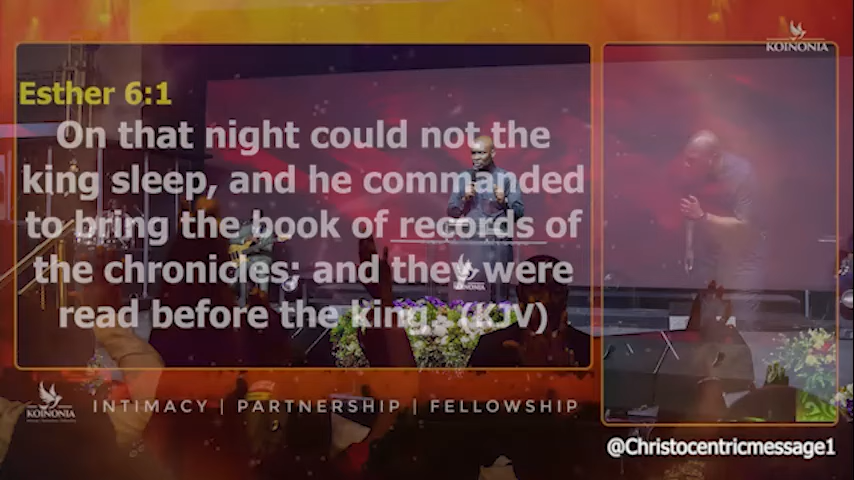 KOINONIA
Esther 6:1
On that night could not the
king sleep, and he commanded
to bring the book of records of
the chronicles; and they were
read before the king. (KJV)
KOINONIA
KOINONIA
INTIMACY | PARTNERSHIP | FELLOWSHIP
@Christocentricmessage1